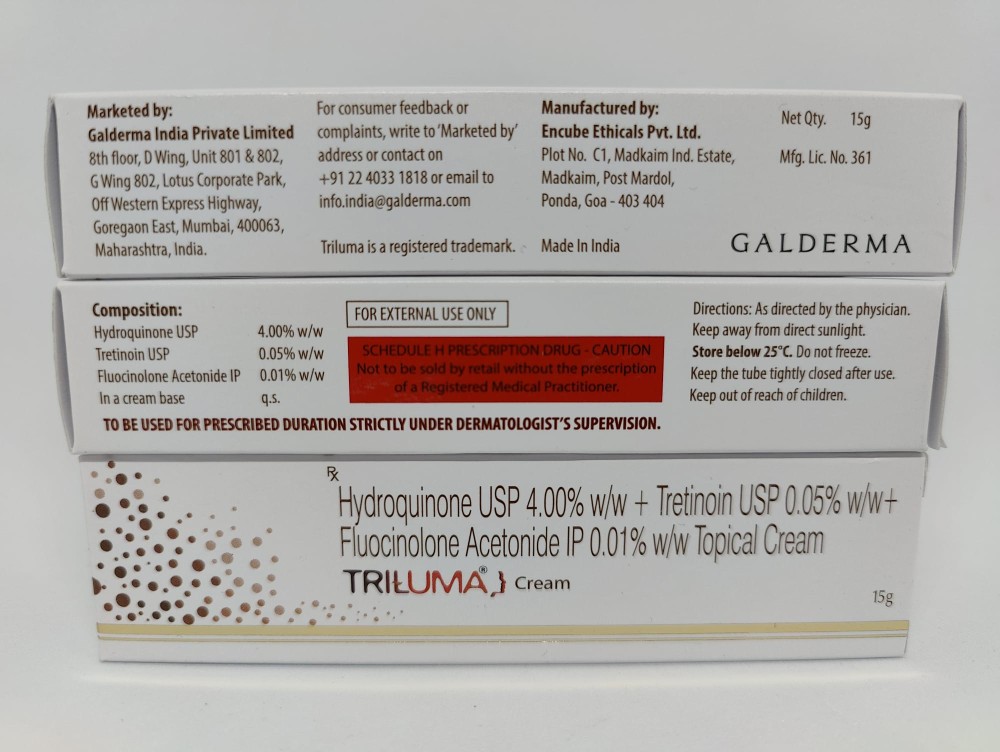 Marketed by:
Galderma India Private Limited
8th floor, D Wing, Unit 801 & 802,
G Wing 802, Lotus Corporate Park,
Off Western Express Highway,
Goregaon East, Mumbai, 400063,
Maharashtra, India.
For consumer feedback or
complaints, write to 'Marketed by'
address or contact on
+91 22 4033 1818 or email to
info.india@galderma.com
Triluma is a registered trademark.
Manufactured by:
Encube Ethicals Pvt. Ltd.
Plot No. C1, Madkaim Ind. Estate,
Madkaim, Post Mardol,
Ponda, Goa - 403 404
Made In India
Net Qty. 15g
Mfg. Lic. No. 361
GALDERMA
Composition:
Hydroquinone USP 4.00% w/w
Tretinoin USP 0.05% w/w
Fluocinolone Acetonide IP 0.01% w/w
In a cream base q.s.
FOR EXTERNAL USE ONLY
SCHEDULE H PRESCRIPTION DRUG - CAUTION
Not to be sold by retail without the prescription
of a Registered Medical Practitioner.
TO BE USED FOR PRESCRIBED DURATION STRICTLY UNDER DERMATOLOGIST'S SUPERVISION.
Directions: As directed by the physician.
Keep away from direct sunlight.
Store below 25°C. Do not freeze.
Keep the tube tightly closed after use.
Keep out of reach of children.
Rx
Hydroquinone USP 4.00% w/w + Tretinoin USP 0.05% w/w+
Fluocinolone Acetonide IP 0.01% w/w Topical Cream
TRILUMA® Cream
15g